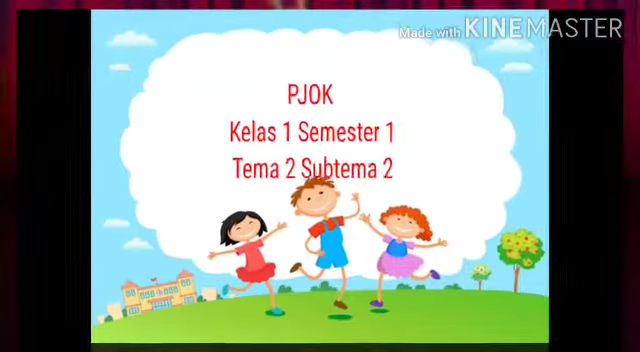 Made with KINEMASTER
PJOK
Kelas 1 Semester 1
Tema 2 Subtema 2